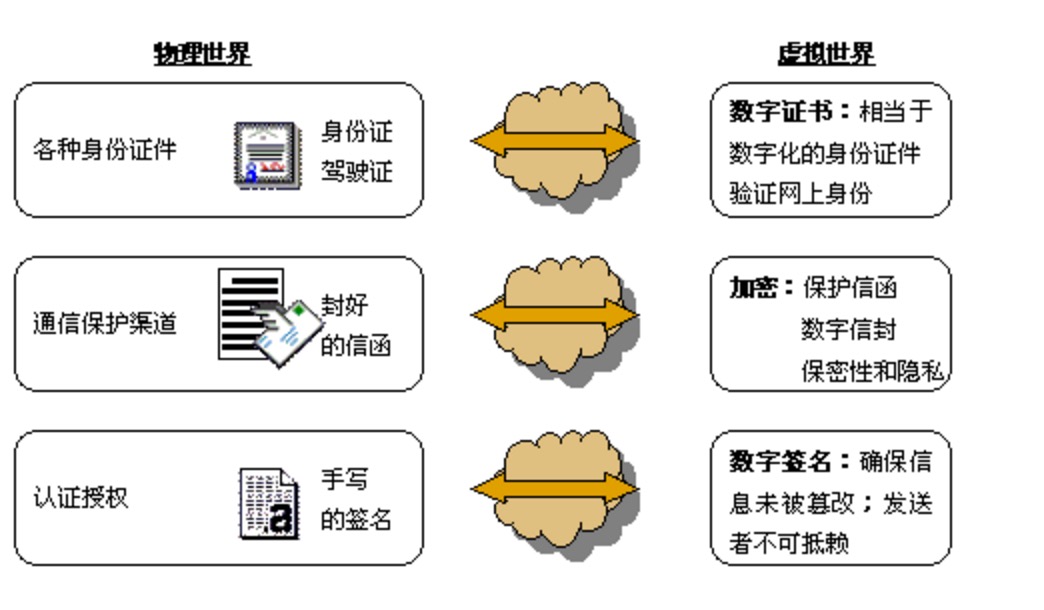 物理世界
虚拟世界
各种身份证件
身份证
驾驶证
数字证书：相当于
数字化的身份证件
验证网上身份
通信保护渠道
封好
的信函
加密：保护信函
数字信封
保密性和隐私
认证授权
手写
的签名
数字签名：确保信
息未被篡改；发送
者不可抵赖